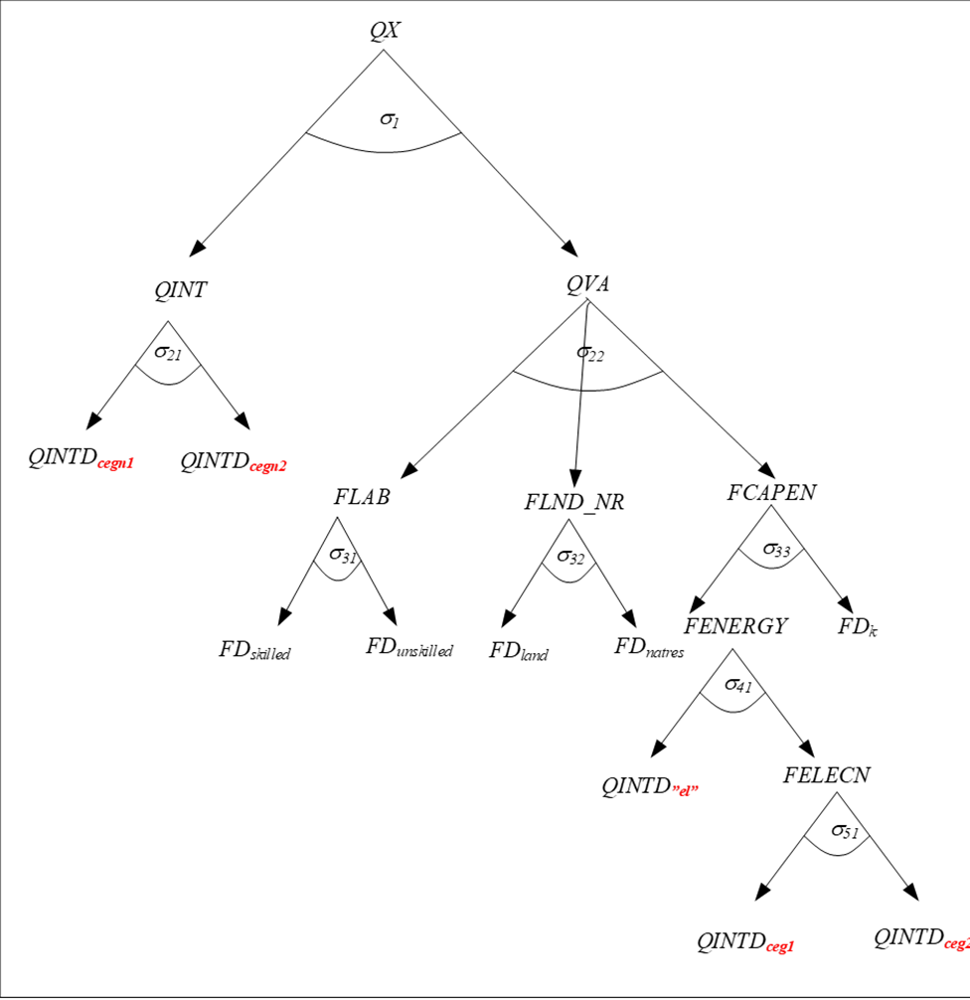 QX
σ1
QINT
QVA
σ21
σ22
QINTDcegn1 QINTDcegn2
FLAB FLND_NR FCAPEN
σ31 σ32 σ33
FDskilled FDunskilled FDland FDnatres FENERGY FDk
σ41
QINTD”el” FELECN
σ51
QINTDceg1 QINTDceg2